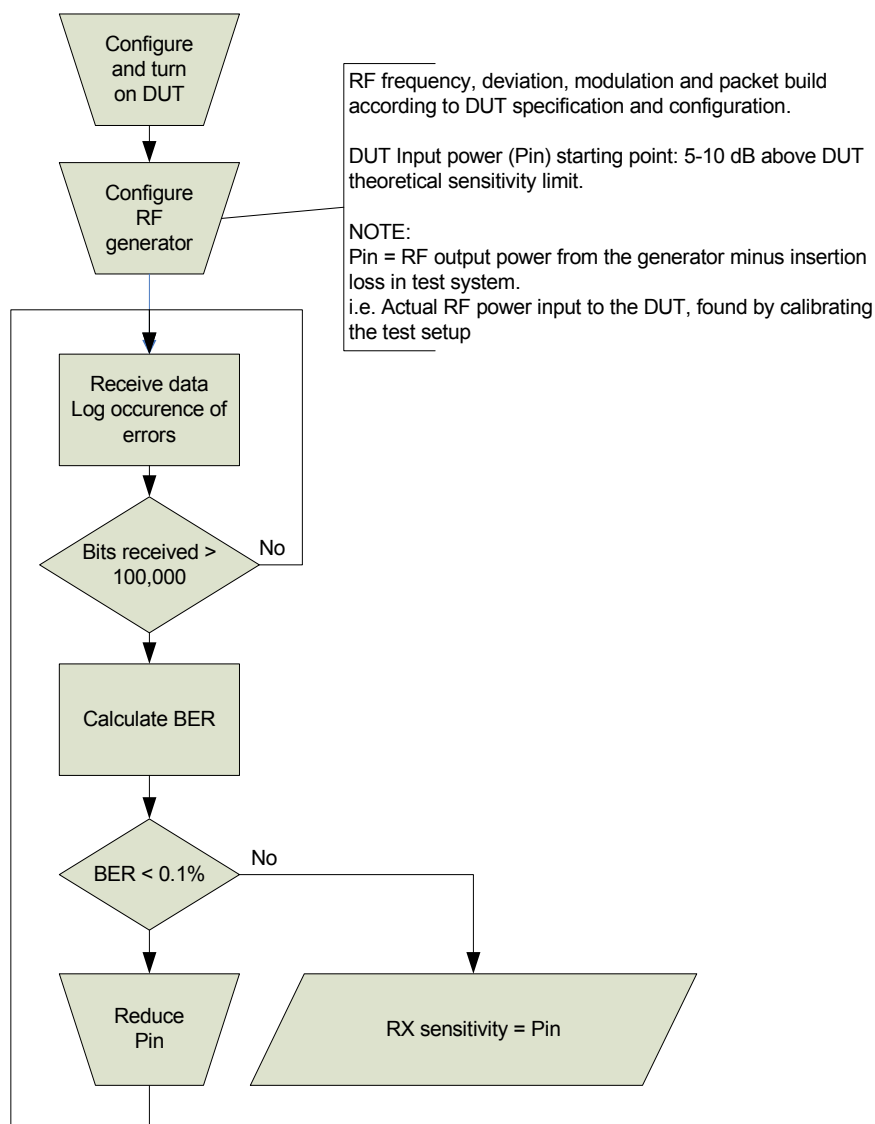 Configure
and turn
on DUT
RF frequency, deviation, modulation and packet build
according to DUT specification and configuration.
DUT Input power (Pin) starting point: 5-10 dB above DUT
theoretical sensitivity limit.
NOTE:
Pin = RF output power from the generator minus insertion
loss in test system.
i.e. Actual RF power input to the DUT, found by calibrating
the test setup
Configure
RF
generator
Receive data
Log occurence of
errors
Bits received >
100,000
No
Calculate BER
BER < 0.1%
No
Reduce
Pin
RX sensitivity = Pin